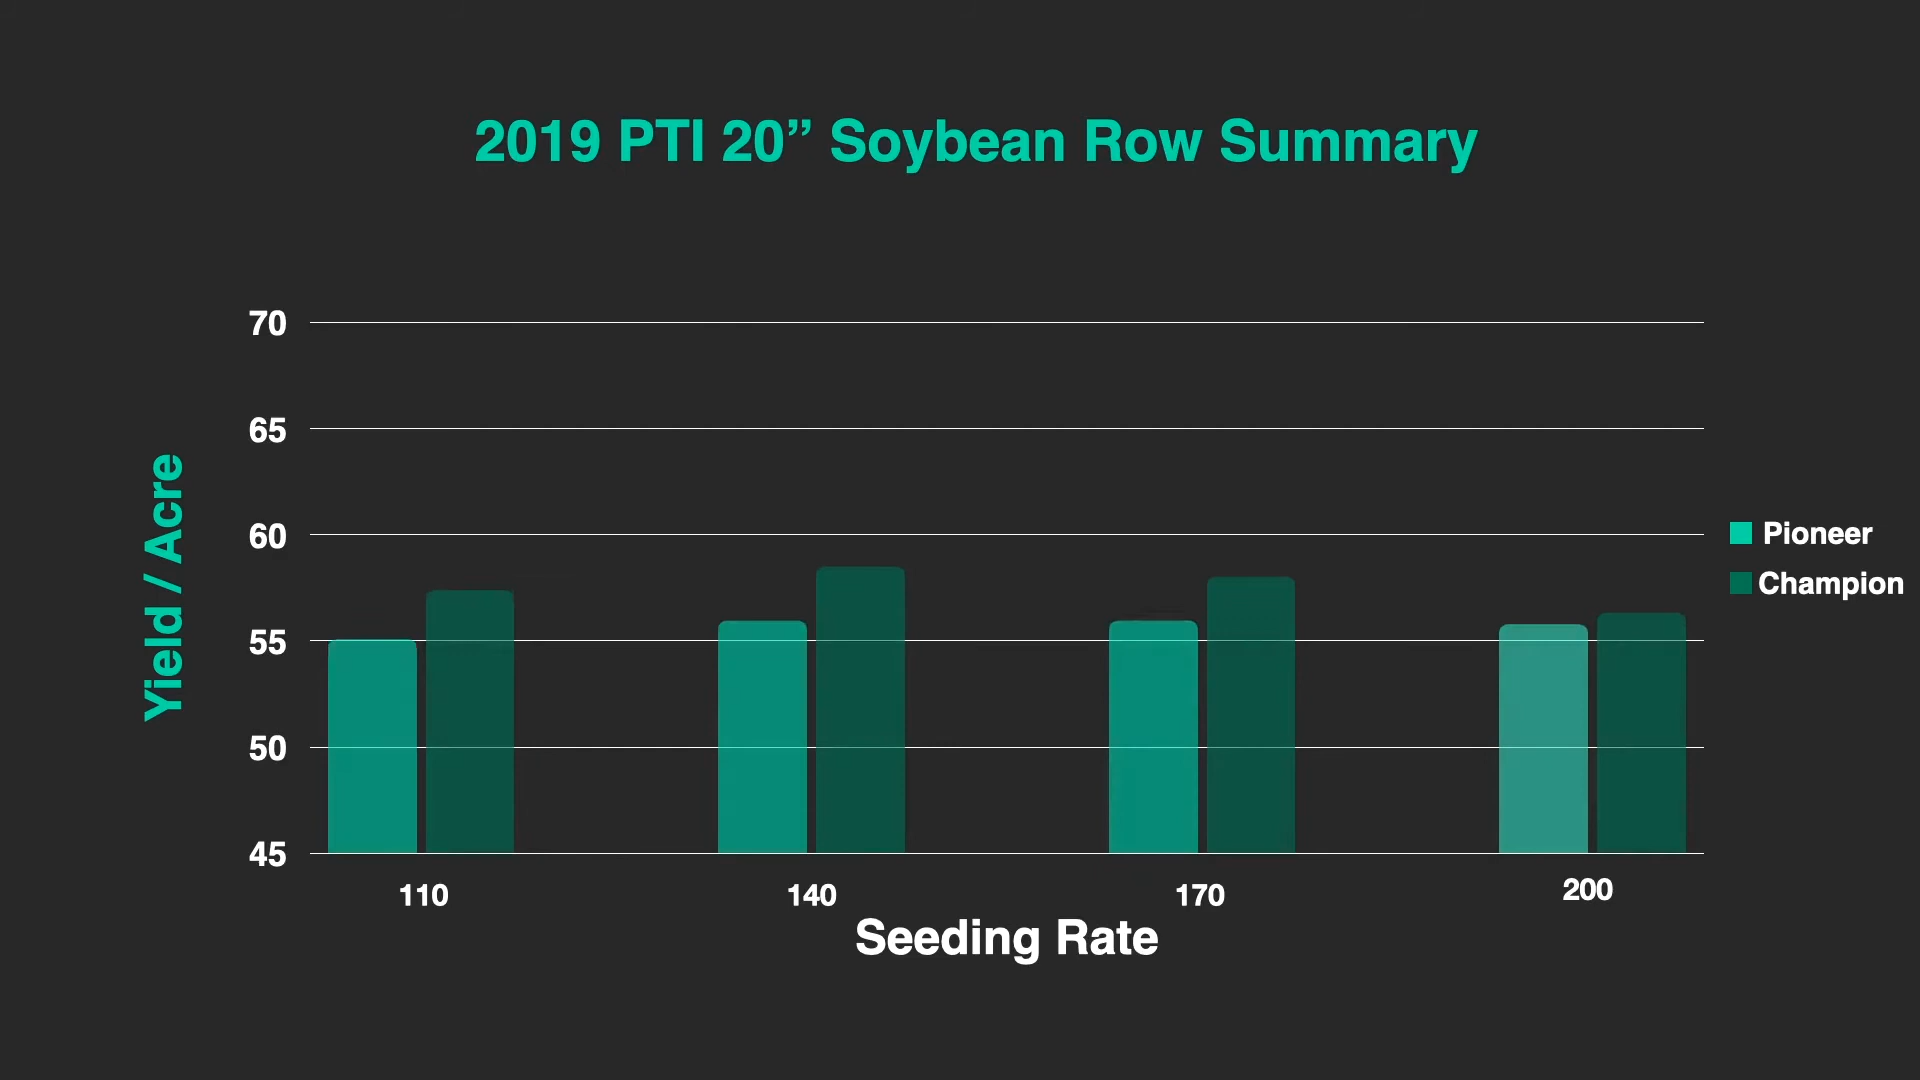 2019 PTI 20” Soybean Row Summary
70
65
60
55
50
45
Yield / Acre
Pioneer
Champion
110 140 170 200
Seeding Rate